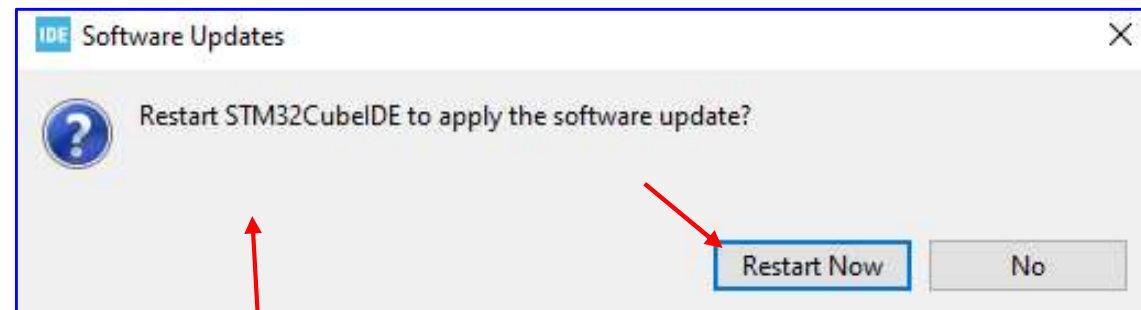 IDE Software Updates
Restart STM32CubeIDE to apply the software update?
Restart Now No